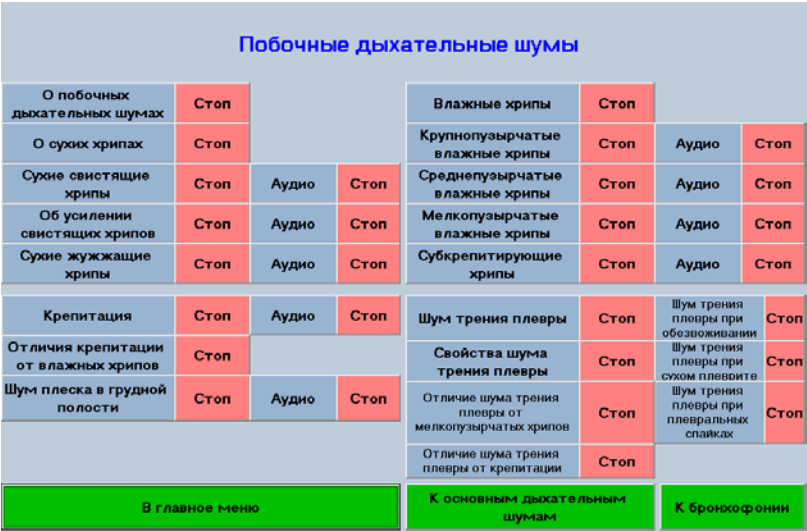 Побочные дыхательные шумы
О побочных
дыхательных шумах
Стоп
О сухих хрипах
Стоп
Сухие свистящие
хрипы
Стоп
Аудио
Стоп
Об усилении
свистящих хрипов
Стоп
Аудио
Стоп
Сухие жужжащие
хрипы
Стоп
Аудио
Стоп
Влажные хрипы
Стоп
Крупнопузырчатые
влажные хрипы
Стоп
Аудио
Стоп
Среднепузырчатые
влажные хрипы
Стоп
Аудио
Стоп
Мелкопузырчатые
влажные хрипы
Стоп
Аудио
Стоп
Субкрепитирующие
хрипы
Стоп
Аудио
Стоп
Крепитация
Стоп
Аудио
Стоп
Отличия крепитации
от влажных хрипов
Стоп
Шум плеска в грудной
полости
Стоп
Аудио
Стоп
Шум трения плевры
Стоп
Шум трения
плевры при
обезвоживании
Стоп
Свойства шума
трения плевры
Стоп
Шум трения
плевры при
сухом плеврите
Стоп
Отличие шума трения
плевры от
мелкопузырчатых хрипов
Стоп
Шум трения
плевры при
плевральных
спайках
Стоп
Отличие шума трения
плевры от крепитации
Стоп
В главное меню
К основным дыхательным
шумам
К бронхофонии